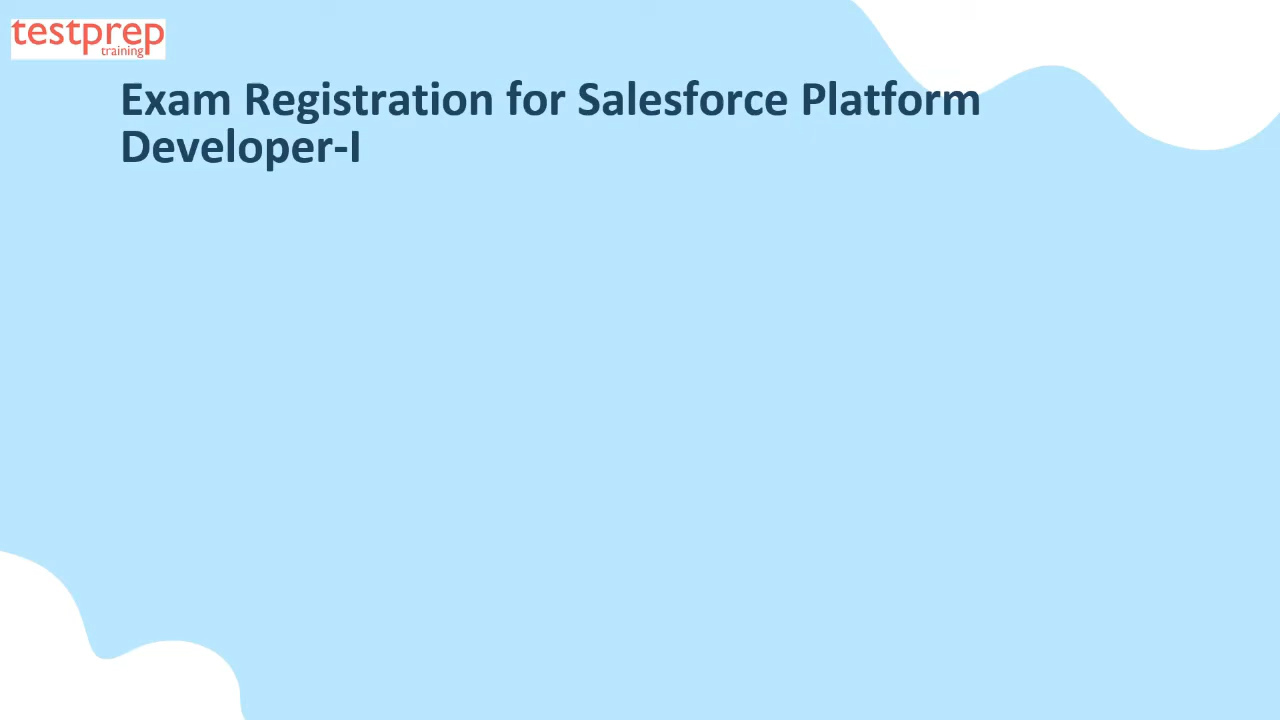 testprep
training
Exam Registration for Salesforce Platform
Developer-I